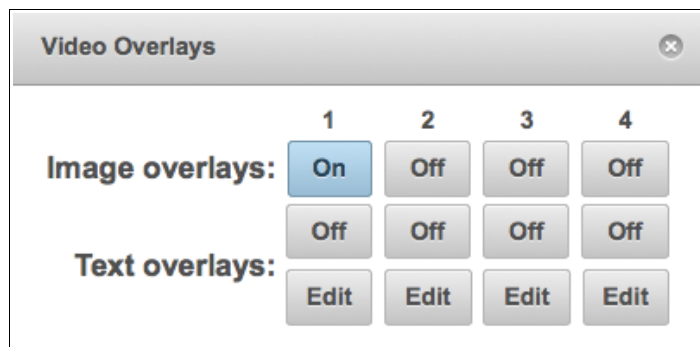 Video Overlays
1 2 3 4
Image overlays: On Off Off Off
Off Off Off Off
Text overlays:
Edit Edit Edit Edit